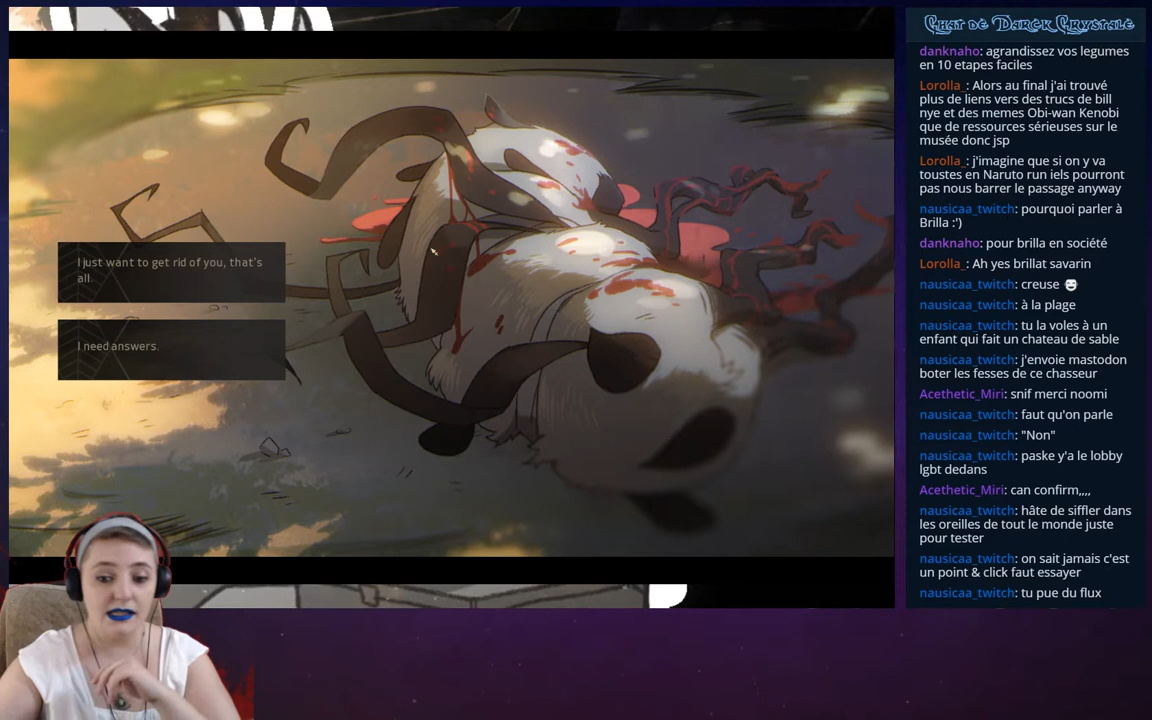 Chat de Darck Crystale
danknaho: agrandissez vos legumes
en 10 etapes faciles
Lorolla_: Alors au final j'ai trouvé
plus de liens vers des trucs de bill
nye et des memes Obi-wan Kenobi
que de ressources sérieuses sur le
musée donc jsp
Lorolla_: j'imagine que si on y va
toustes en Naruto run iels pourront
pas nous barrer le passage anyway
nausicaa_twitch: pourquoi parler à
Brilla :')
danknaho: pour brilla en société
Lorolla_: Ah yes brillat savarin
nausicaa_twitch: creuse
nausicaa_twitch: à la plage
nausicaa_twitch: tu la voles à un
enfant qui fait un chateau de sable
nausicaa_twitch: j'envoie mastodon
boter les fesses de ce chasseur
Acethetic_Miri: snif merci noomi
nausicaa_twitch: faut qu'on parle
nausicaa_twitch: "Non"
nausicaa_twitch: paske y'a le lobby
lgbt dedans
Acethetic_Miri: can confirm,,,,
nausicaa_twitch: hâte de siffler dans
les oreilles de tout le monde juste
pour tester
nausicaa_twitch: on sait jamais c'est
un point & click faut essayer
nausicaa_twitch: tu pue du flux
I just want to get rid of you, that's
all.
I need answers.